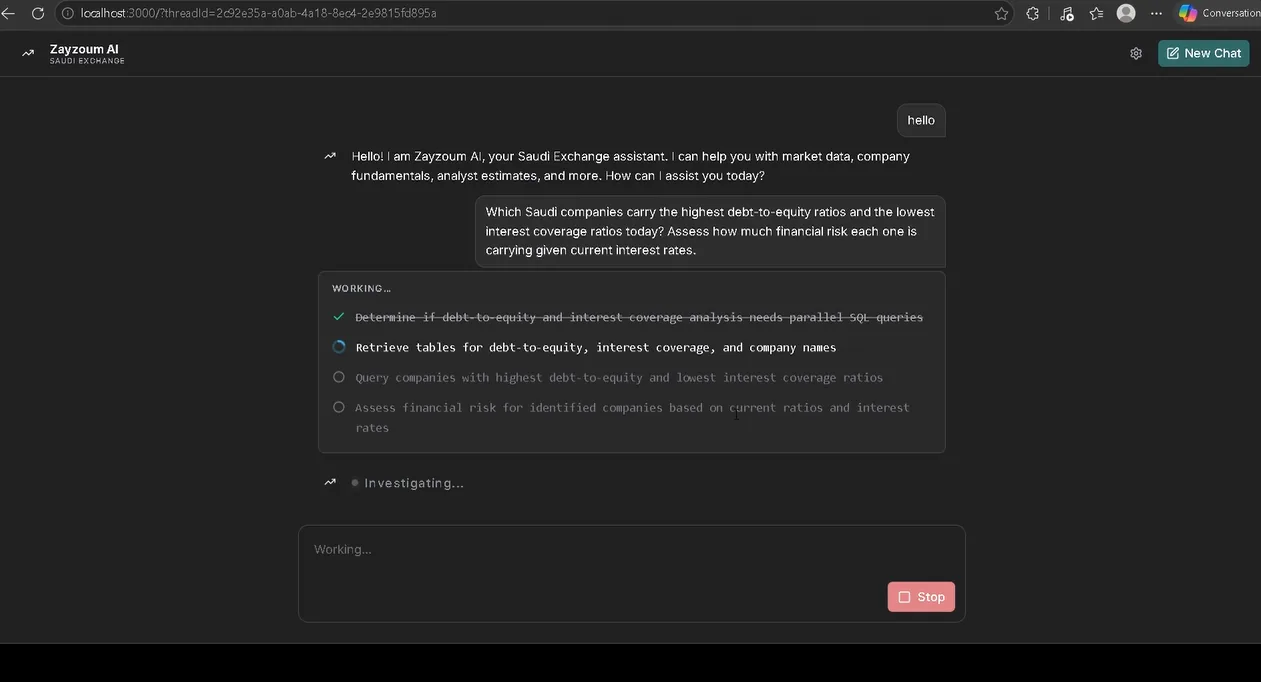 localhost:3000/?threadId=2c92e35a-a0ab-4a18-8ec4-2e9815fd895a
Conversation
Zayzoum AI
SAUDI EXCHANGE
New Chat
hello
Hello! I am Zayzoum AI, your Saudi Exchange assistant. I can help you with market data, company
fundamentals, analyst estimates, and more. How can I assist you today?
Which Saudi companies carry the highest debt-to-equity ratios and the lowest
interest coverage ratios today? Assess how much financial risk each one is
carrying given current interest rates.
WORKING...
Determine if debt-to-equity and interest coverage analysis needs parallel SQL queries
Retrieve tables for debt-to-equity, interest coverage, and company names
Query companies with highest debt-to-equity and lowest interest coverage ratios
Assess financial risk for identified companies based on current ratios and interest
rates
Investigating...
Working...
Stop